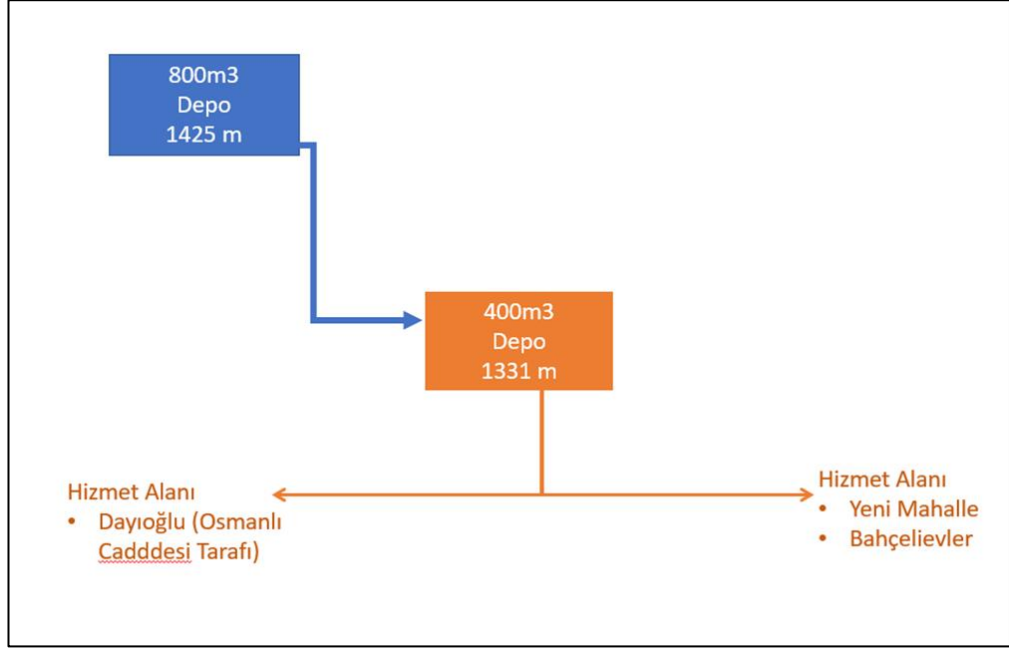 800m3
Depo
1425 m
400m3
Depo
1331 m
Hizmet Alanı
• Dayıoğlu (Osmanlı
Cadddesi Tarafı)
Hizmet Alanı
• Yeni Mahalle
• Bahçelievler